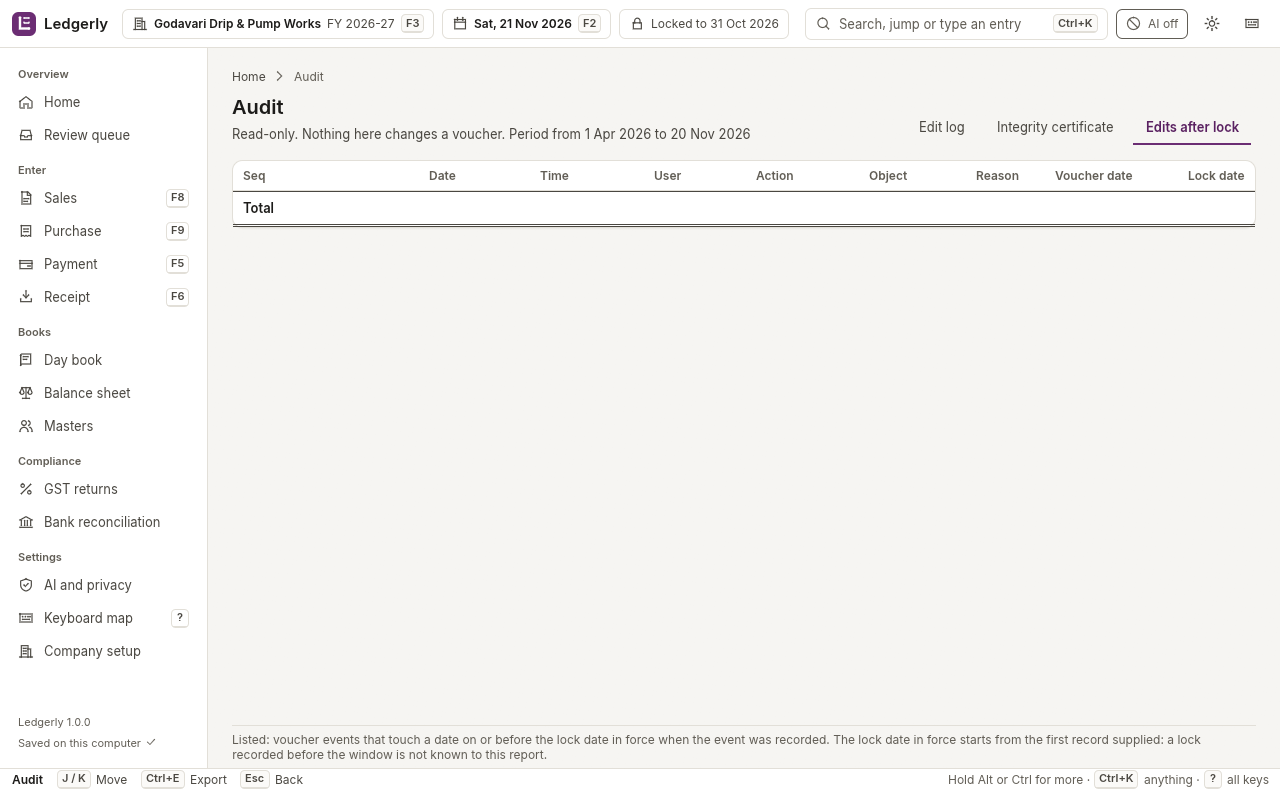 Ledgerly
Godavari Drip & Pump Works FY 2026-27 F3
Sat, 21 Nov 2026 F2
Locked to 31 Oct 2026
Search, jump or type an entry Ctrl+K
AI off
Overview
Home
Review queue
Enter
Sales F8
Purchase F9
Payment F5
Receipt F6
Books
Day book
Balance sheet
Masters
Compliance
GST returns
Bank reconciliation
Settings
AI and privacy
Keyboard map ?
Company setup
Ledgerly 1.0.0
Saved on this computer
Home Audit
Audit
Read-only. Nothing here changes a voucher. Period from 1 Apr 2026 to 20 Nov 2026
Edit log Integrity certificate Edits after lock
Seq Date Time User Action Object Reason Voucher date Lock date
Total
Listed: voucher events that touch a date on or before the lock date in force when the event was recorded. The lock date in force starts from the first record supplied: a lock
recorded before the window is not known to this report.
Audit J / K Move Ctrl+E Export Esc Back
Hold Alt or Ctrl for more · Ctrl+K anything · ? all keys